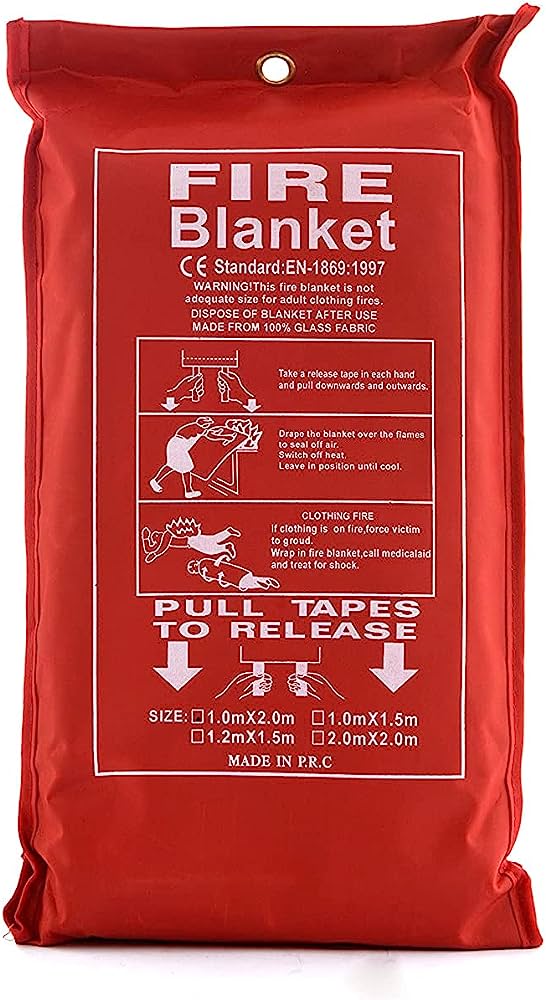 FIRE
Blanket
CE Standard:EN-1869:1997
WARNING!This fire blanket is not
adequate size for adult clothing fires.
DISPOSE OF BLANKET AFTER USE
MADE FROM 100% GLASS FABRIC
Take a release tape in each hand
and pull downwards and outwards.
Drape the blanket over the flames
to seal off air.
Switch off heat.
Leave in position until cool.
CLOTHING FIRE
If clothing is on fire,force victim
to groud.
Wrap in fire blanket,call medicalaid
and treat for shock.
PULL TAPES
TO RELEASE
SIZE: ☐1.0mX2.0m ☐1.0mX1.5m
☐1.2mX1.5m ☐2.0mX2.0m
MADE IN P.R.C